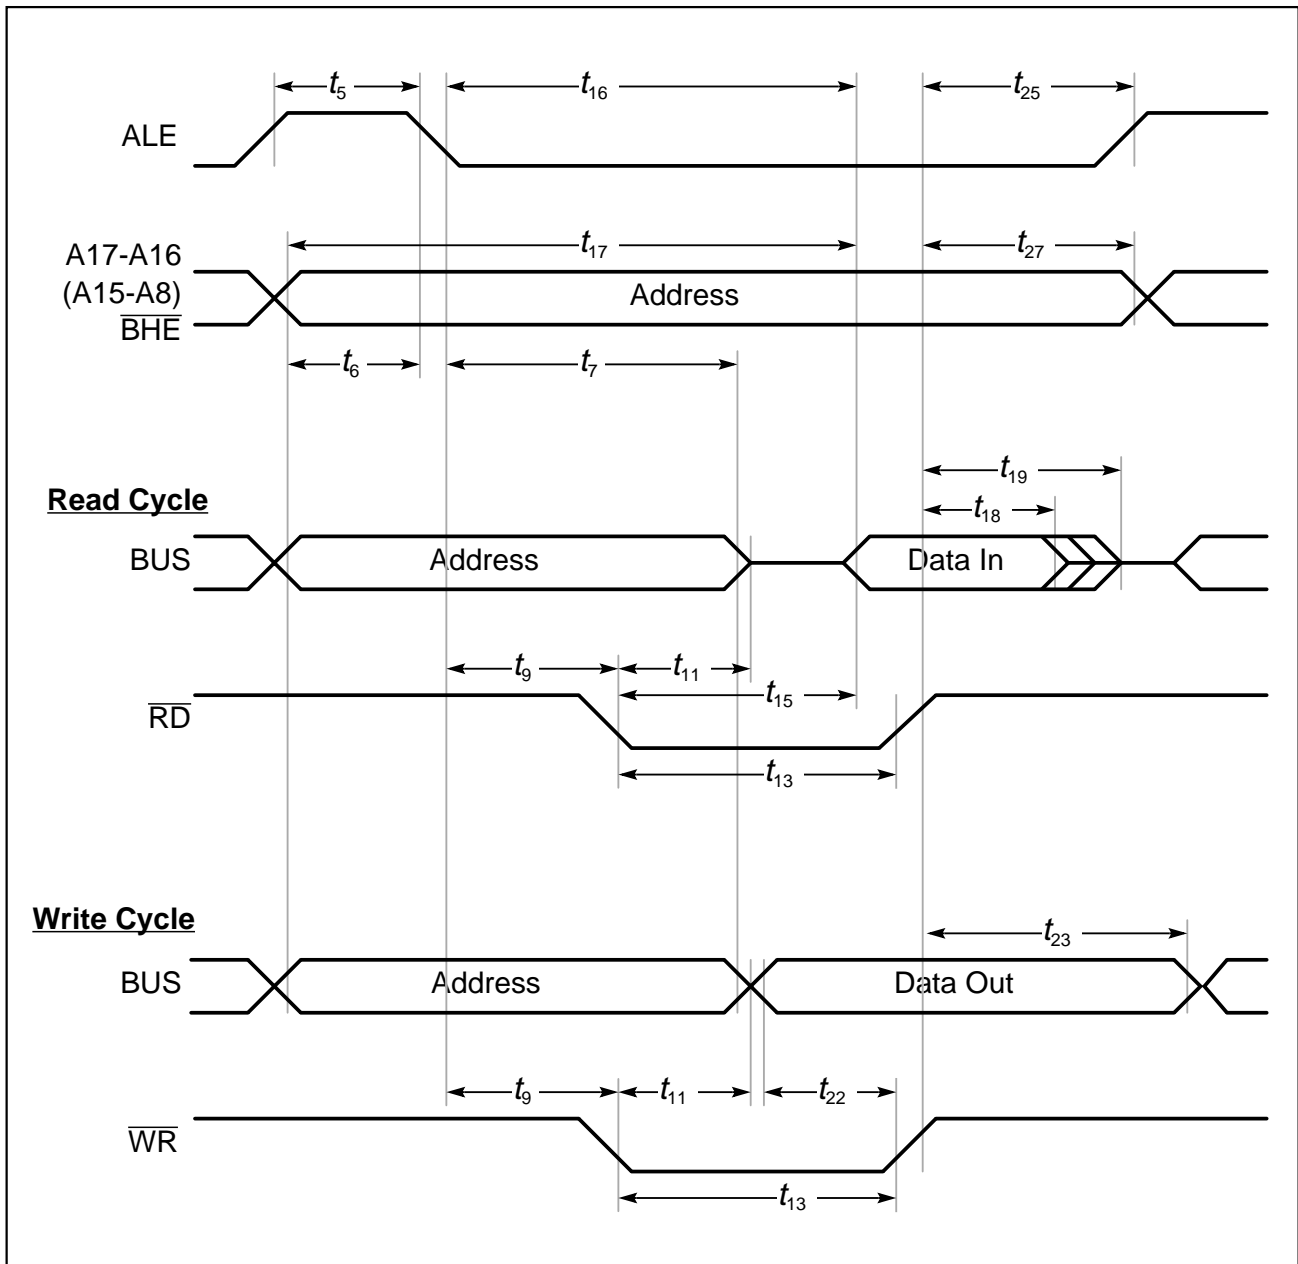 t5 t16 t25
ALE
t17 t27
A17-A16
(A15-A8) Address
BHE
t6 t7
t19
Read Cycle
t18
BUS Address Data In
t9 t11
t15
RD
t13
Write Cycle
t23
BUS Address Data Out
t9 t11 t22
WR
t13